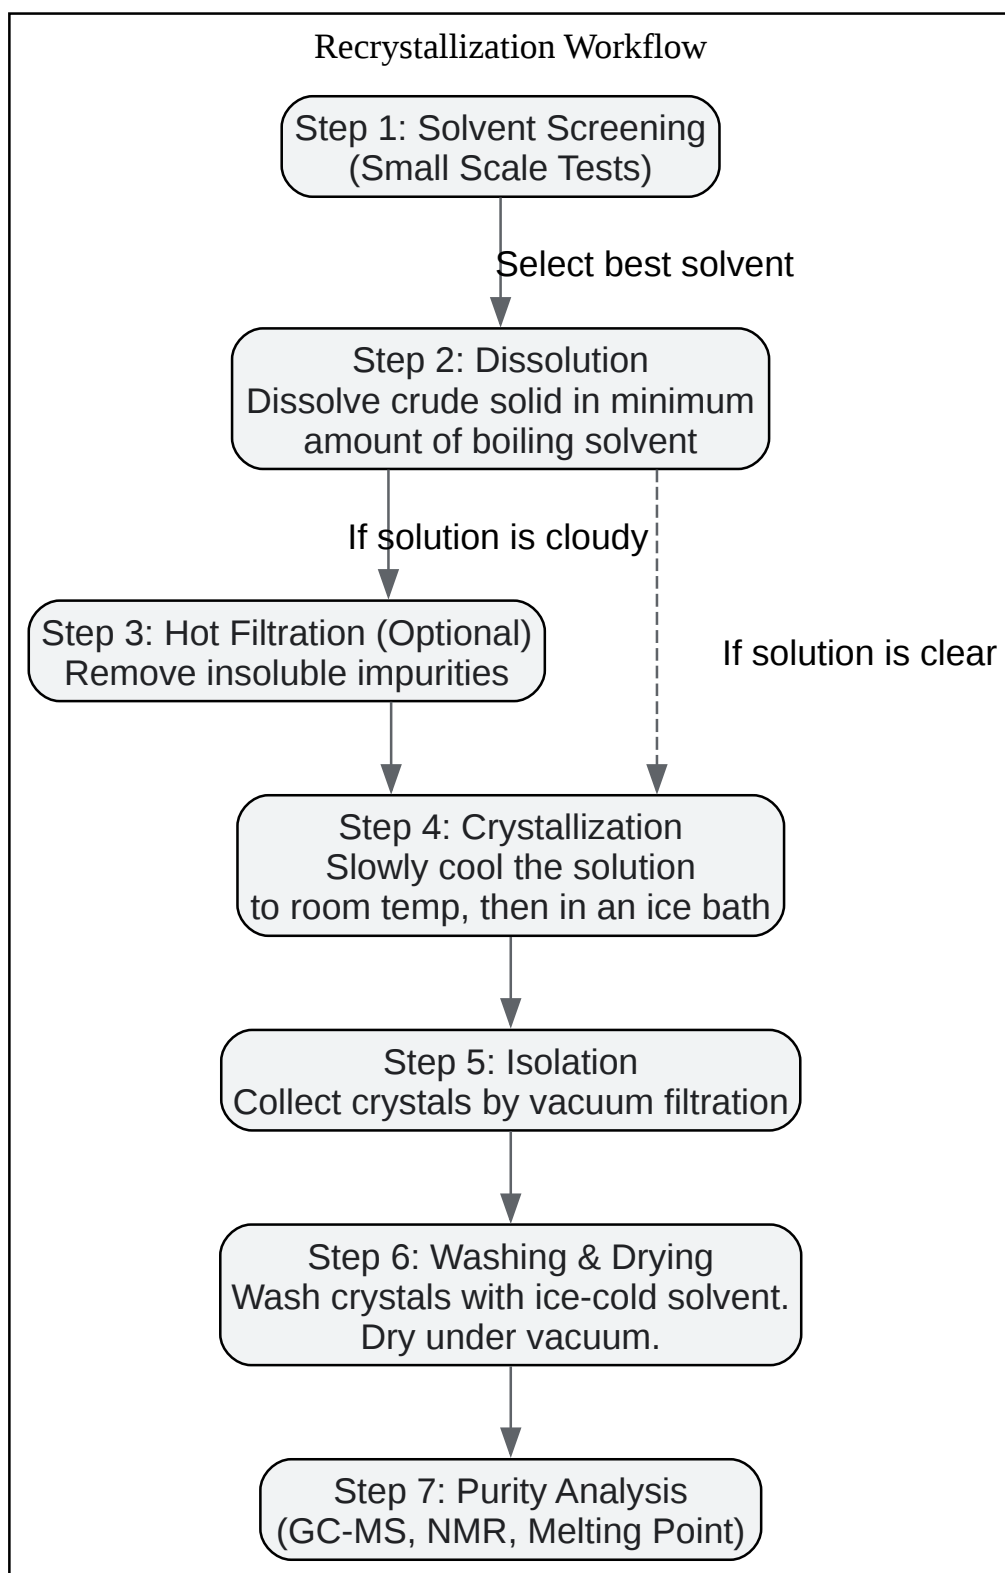 Recrystallization Workflow
Step 1: Solvent Screening
(Small Scale Tests)
Select best solvent
Step 2: Dissolution
Dissolve crude solid in minimum
amount of boiling solvent
If solution is cloudy
Step 3: Hot Filtration (Optional)
Remove insoluble impurities
If solution is clear
Step 4: Crystallization
Slowly cool the solution
to room temp, then in an ice bath
Step 5: Isolation
Collect crystals by vacuum filtration
Step 6: Washing & Drying
Wash crystals with ice-cold solvent.
Dry under vacuum.
Step 7: Purity Analysis
(GC-MS, NMR, Melting Point)